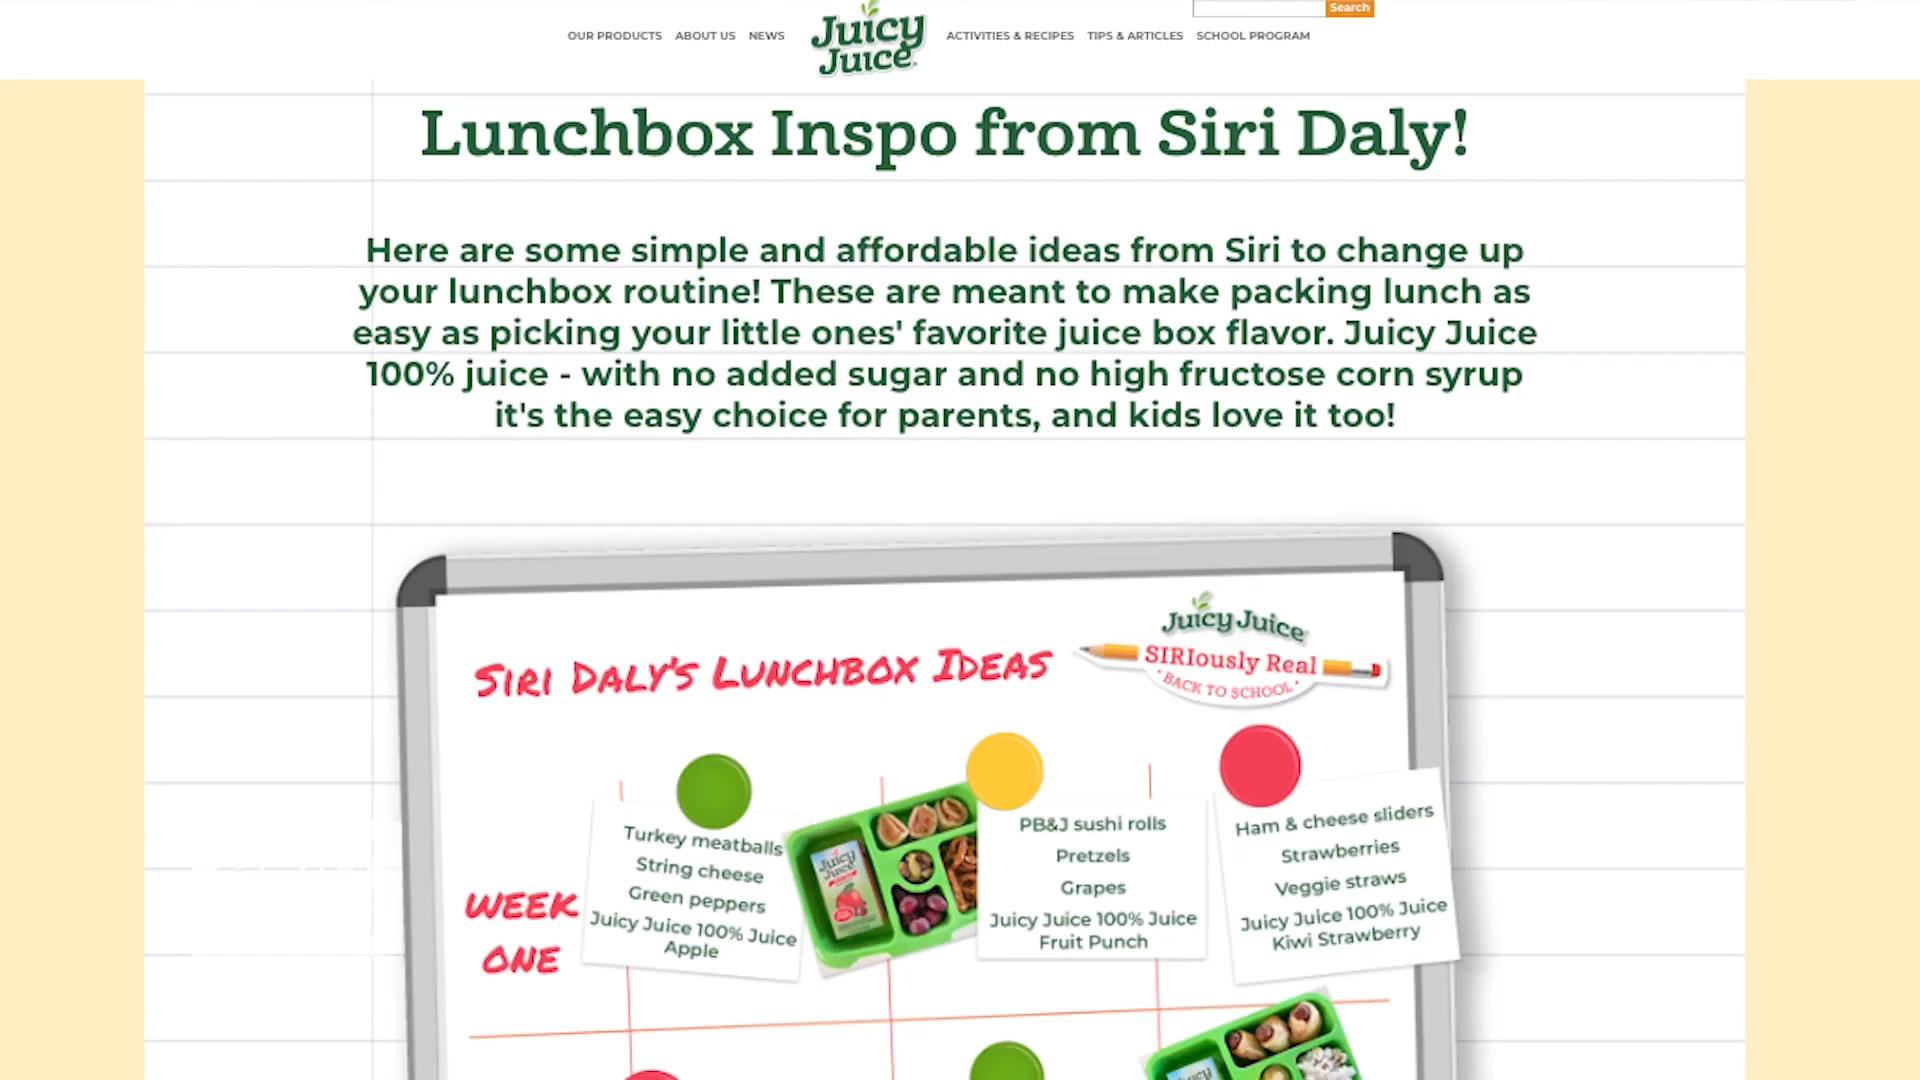 Search
OUR PRODUCTS ABOUT US NEWS
Juicy
Juice
ACTIVITIES & RECIPES TIPS & ARTICLES SCHOOL PROGRAM
Lunchbox Inspo from Siri Daly!
Here are some simple and affordable ideas from Siri to change up
your lunchbox routine! These are meant to make packing lunch as
easy as picking your little ones' favorite juice box flavor. Juicy Juice
100% juice - with no added sugar and no high fructose corn syrup
it's the easy choice for parents, and kids love it too!
SIRI DALY'S LUNCHBOX IDEAS
Juicy Juice
SIRIously Real
BACK TO SCHOOL
WEEK
ONE
Turkey meatballs
String cheese
Green peppers
Juicy Juice 100% Juice
Apple
Juicy
Juice
PB&J sushi rolls
Pretzels
Grapes
Juicy Juice 100% Juice
Fruit Punch
Ham & cheese sliders
Strawberries
Veggie straws
Juicy Juice 100% Juice
Kiwi Strawberry
Juicy